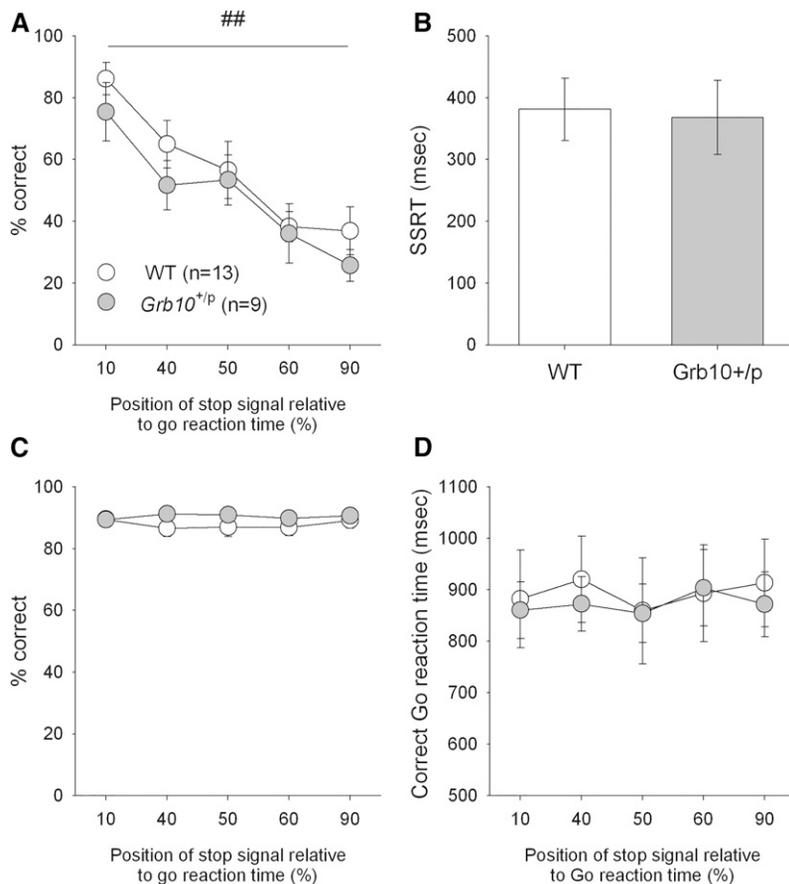 A
##
100
80
60
40
20
0
% correct
WT (n=13)
Grb10+/p (n=9)
10 40 50 60 90
Position of stop signal relative
to go reaction time (%)
B
500
400
300
200
100
0
SSRT (msec)
WT Grb10+/p
C
100
80
60
40
20
0
% correct
10 40 50 60 90
Position of stop signal relative
to go reaction time (%)
D
1100
1000
900
800
700
600
500
Correct Go reaction time (msec)
10 40 50 60 90
Position of stop signal relative
to Go reaction time (%)